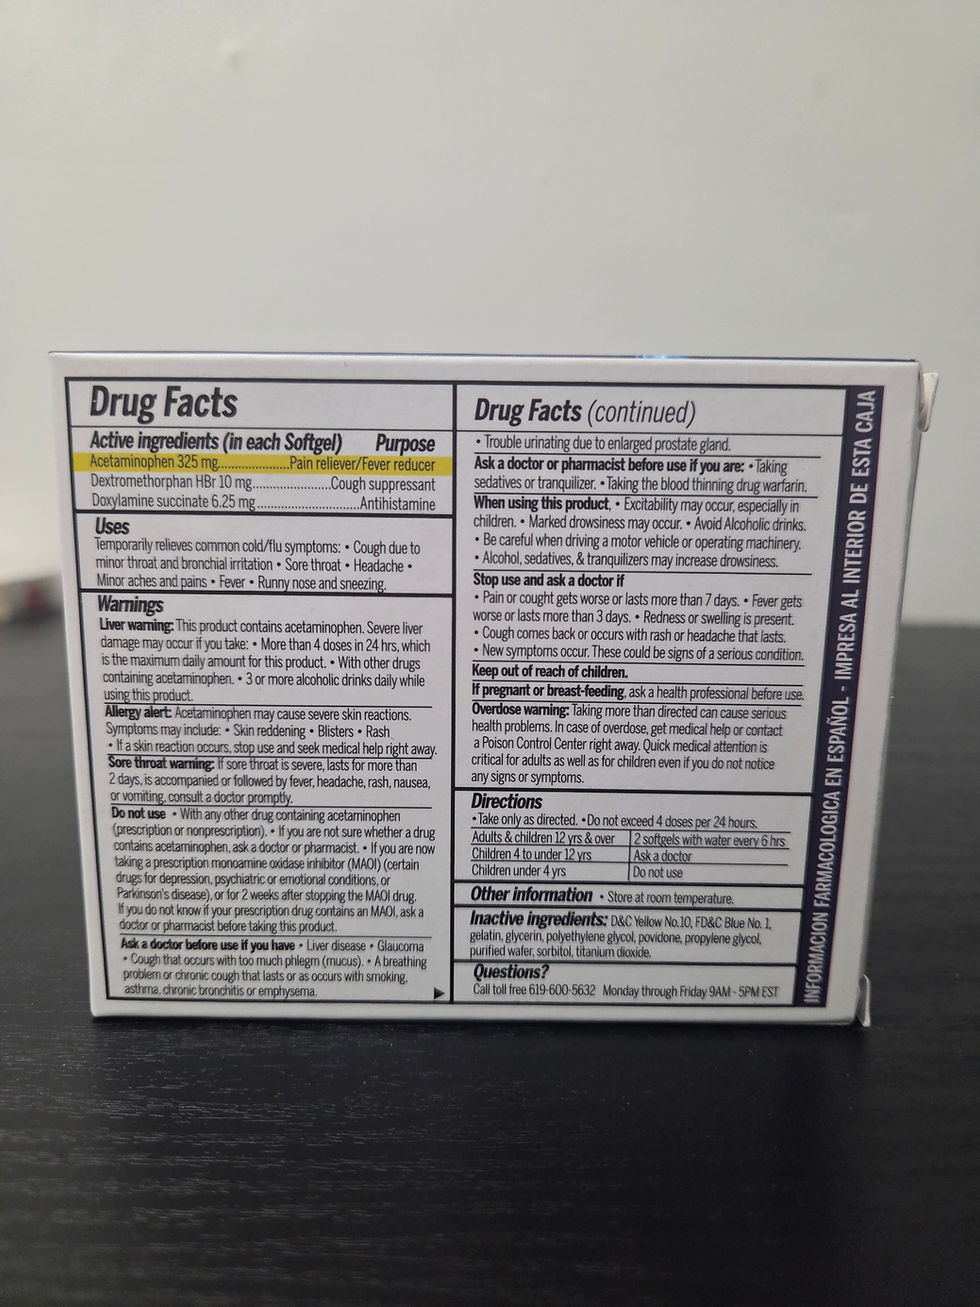 Drug Facts
Active ingredients (in each Softgel) Purpose
Acetaminophen 325 mg....................Pain reliever/Fever reducer
Dextromethorphan HBr 10 mg......................Cough suppressant
Doxylamine succinate 6.25 mg............................Antihistamine
Uses
Temporarily relieves common cold/flu symptoms: • Cough due to
minor throat and bronchial irritation • Sore throat • Headache •
Minor aches and pains • Fever • Runny nose and sneezing.
Warnings
Liver warning: This product contains acetaminophen. Severe liver
damage may occur if you take: • More than 4 doses in 24 hrs, which
is the maximum daily amount for this product. • With other drugs
containing acetaminophen. • 3 or more alcoholic drinks daily while
using this product.
Allergy alert: Acetaminophen may cause severe skin reactions.
Symptoms may include: • Skin reddening • Blisters • Rash
• If a skin reaction occurs, stop use and seek medical help right away.
Sore throat warning: If sore throat is severe, lasts for more than
2 days, is accompanied or followed by fever, headache, rash, nausea,
or vomiting, consult a doctor promptly.
Do not use • With any other drug containing acetaminophen
(prescription or nonprescription). • If you are not sure whether a drug
contains acetaminophen, ask a doctor or pharmacist. • If you are now
taking a prescription monoamine oxidase inhibitor (MAOI) (certain
drugs for depression, psychiatric or emotional conditions, or
Parkinson's disease), or for 2 weeks after stopping the MAOI drug.
If you do not know if your prescription drug contains an MAOI, ask a
doctor or pharmacist before taking this product.
Ask a doctor before use if you have • Liver disease • Glaucoma
• Cough that occurs with too much phlegm (mucus). • A breathing
problem or chronic cough that lasts or as occurs with smoking,
asthma, chronic bronchitis or emphysema.
Drug Facts (continued)
• Trouble urinating due to enlarged prostate gland.
Ask a doctor or pharmacist before use if you are: • Taking
sedatives or tranquilizer. • Taking the blood thinning drug warfarin.
When using this product, • Excitability may occur, especially in
children. • Marked drowsiness may occur. • Avoid Alcoholic drinks.
• Be careful when driving a motor vehicle or operating machinery.
• Alcohol, sedatives, & tranquilizers may increase drowsiness.
Stop use and ask a doctor if
• Pain or cought gets worse or lasts more than 7 days. • Fever gets
worse or lasts more than 3 days. • Redness or swelling is present.
• Cough comes back or occurs with rash or headache that lasts.
• New symptoms occur. These could be signs of a serious condition.
Keep out of reach of children.
If pregnant or breast-feeding, ask a health professional before use.
Overdose warning: Taking more than directed can cause serious
health problems. In case of overdose, get medical help or contact
a Poison Control Center right away. Quick medical attention is
critical for adults as well as for children even if you do not notice
any signs or symptoms.
Directions
• Take only as directed. • Do not exceed 4 doses per 24 hours.
Adults & children 12 yrs & over 2 softgels with water every 6 hrs
Children 4 to under 12 yrs Ask a doctor
Children under 4 yrs Do not use
Other information • Store at room temperature.
Inactive ingredients: D&C Yellow No.10, FD&C Blue No. 1,
gelatin, glycerin, polyethylene glycol, povidone, propylene glycol,
purified wafer, sorbitol, titanium dioxide.
Questions?
Call toll free 619-600-5632 Monday through Friday 9AM - 5PM EST
INFORMACION FARMACOLOGICA EN ESPAÑOL - IMPRESA AL INTERIOR DE ESTA CAJA